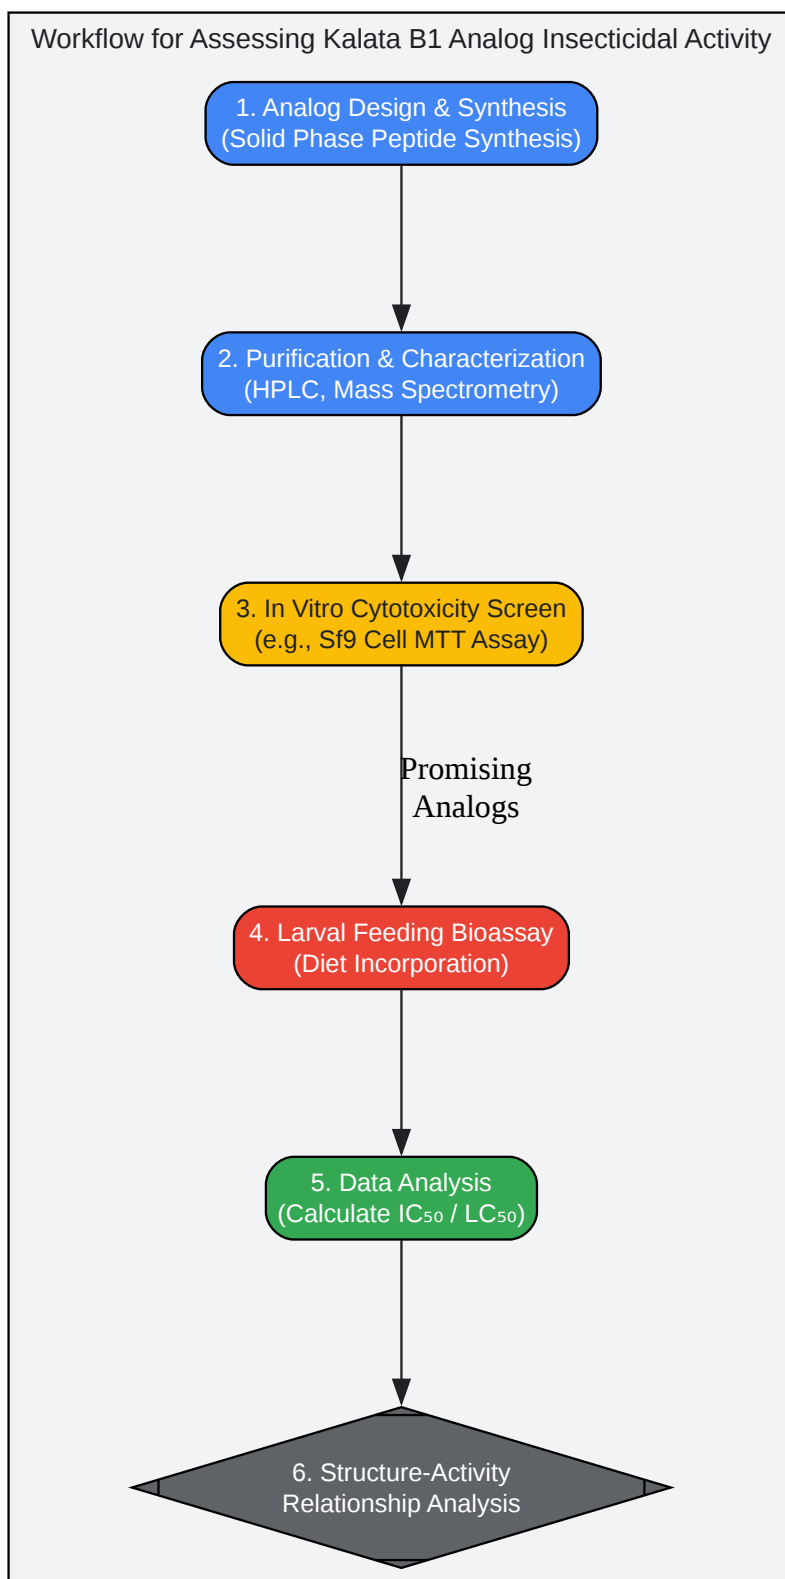 Workflow for Assessing Kalata B1 Analog Insecticidal Activity
1. Analog Design & Synthesis
(Solid Phase Peptide Synthesis)
2. Purification & Characterization
(HPLC, Mass Spectrometry)
3. In Vitro Cytotoxicity Screen
(e.g., Sf9 Cell MTT Assay)
Promising
Analogs
4. Larval Feeding Bioassay
(Diet Incorporation)
5. Data Analysis
(Calculate IC₅₀ / LC₅₀)
6. Structure-Activity
Relationship Analysis